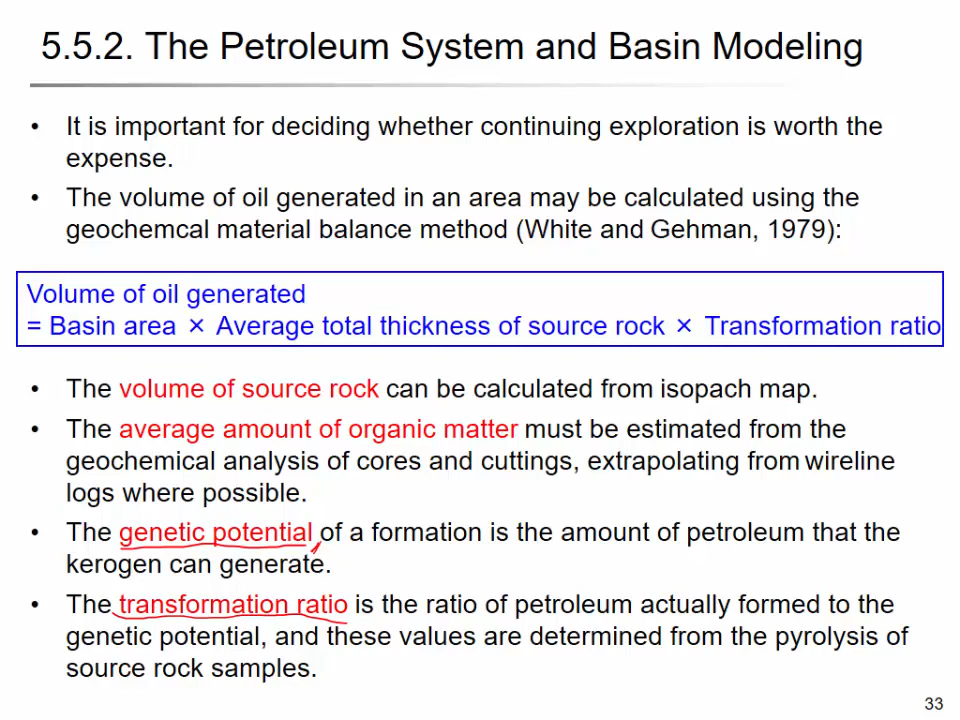 5.5.2. The Petroleum System and Basin Modeling
• It is important for deciding whether continuing exploration is worth the
expense.
• The volume of oil generated in an area may be calculated using the
geochemcal material balance method (White and Gehman, 1979):
Volume of oil generated
= Basin area × Average total thickness of source rock × Transformation ratio
• The volume of source rock can be calculated from isopach map.
• The average amount of organic matter must be estimated from the
geochemical analysis of cores and cuttings, extrapolating from wireline
logs where possible.
• The genetic potential of a formation is the amount of petroleum that the
kerogen can generate.
• The transformation ratio is the ratio of petroleum actually formed to the
genetic potential, and these values are determined from the pyrolysis of
source rock samples.
33